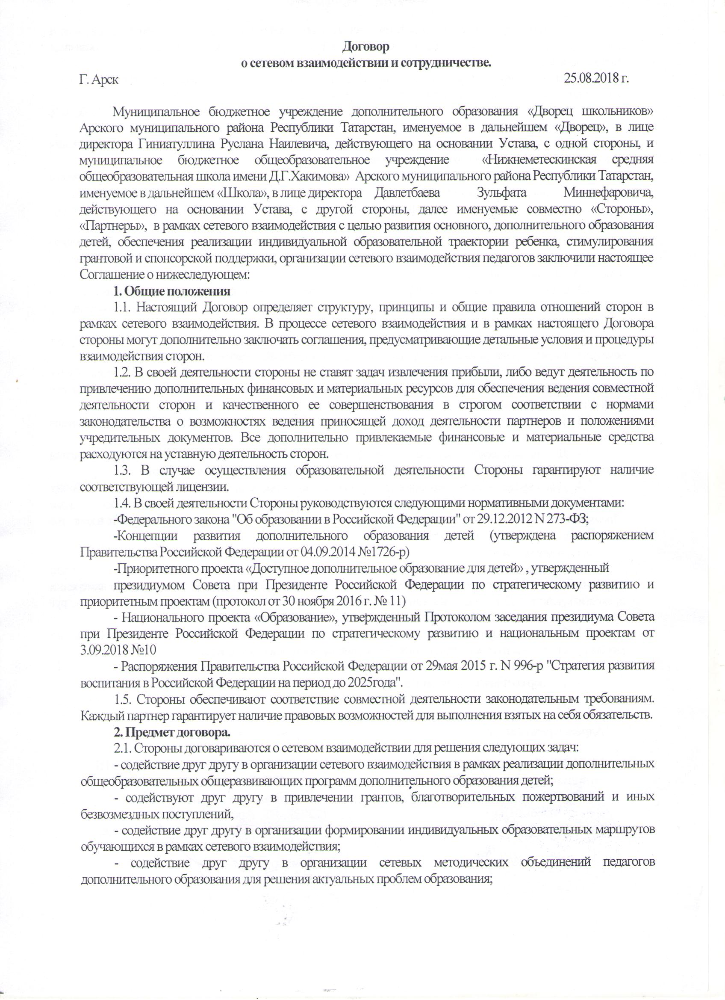 Договор
о сетевом взаимодействии и сотрудничестве.
Г. Арск 25.08.2018 г.
Муниципальное бюджетное учреждение дополнительного образования «Дворец школьников»
Арского муниципального района Республики Татарстан, именуемое в дальнейшем «Дворец», в лице
директора Гиниатуллина Руслана Наилевича, действующего на основании Устава, с одной стороны, и
муниципальное бюджетное общеобразовательное учреждение «Нижнеметескинская средняя
общеобразовательная школа имени Д.Г.Хакимова» Арского муниципального района Республики Татарстан,
именуемое в дальнейшем «Школа», в лице директора Давлетбаева Зульфата Миннефаровича,
действующего на основании Устава, с другой стороны, далее именуемые совместно «Стороны»,
«Партнеры», в рамках сетевого взаимодействия с целью развития основного, дополнительного образования
детей, обеспечения реализации индивидуальной образовательной траектории ребенка, стимулирования
грантовой и спонсорской поддержки, организации сетевого взаимодействия педагогов заключили настоящее
Соглашение о нижеследующем:
1. Общие положения
1.1. Настоящий Договор определяет структуру, принципы и общие правила отношений сторон в
рамках сетевого взаимодействия. В процессе сетевого взаимодействия и в рамках настоящего Договора
стороны могут дополнительно заключать соглашения, предусматривающие детальные условия и процедуры
взаимодействия сторон.
1.2. В своей деятельности стороны не ставят задач извлечения прибыли, либо ведут деятельность по
привлечению дополнительных финансовых и материальных ресурсов для обеспечения ведения совместной
деятельности сторон и качественного ее совершенствования в строгом соответствии с нормами
законодательства о возможностях ведения приносящей доход деятельности партнеров и положениями
учредительных документов. Все дополнительно привлекаемые финансовые и материальные средства
расходуются на уставную деятельность сторон.
1.3. В случае осуществления образовательной деятельности Стороны гарантируют наличие
соответствующей лицензии.
1.4. В своей деятельности Стороны руководствуются следующими нормативными документами:
-Федерального закона "Об образовании в Российской Федерации" от 29.12.2012 N 273-ФЗ;
-Концепции развития дополнительного образования детей (утверждена распоряжением
Правительства Российской Федерации от 04.09.2014 №1726-р)
-Приоритетного проекта «Доступное дополнительное образование для детей» , утвержденный
президиумом Совета при Президенте Российской Федерации по стратегическому развитию и
приоритетным проектам (протокол от 30 ноября 2016 г. № 11)
- Национального проекта «Образование», утвержденный Протоколом заседания президиума Совета
при Президенте Российской Федерации по стратегическому развитию и национальным проектам от
3.09.2018 №10
- Распоряжения Правительства Российской Федерации от 29мая 2015 г. N 996-р "Стратегия развития
воспитания в Российской Федерации на период до 2025года".
1.5. Стороны обеспечивают соответствие совместной деятельности законодательным требованиям.
Каждый партнер гарантирует наличие правовых возможностей для выполнения взятых на себя обязательств.
2. Предмет договора.
2.1. Стороны договариваются о сетевом взаимодействии для решения следующих задач:
- содействие друг другу в организации сетевого взаимодействия в рамках реализации дополнительных
общеобразовательных общеразвивающих программ дополнительного образования детей;
- содействуют друг другу в привлечении грантов, благотворительных пожертвований и иных
безвозмездных поступлений,
- содействие друг другу в организации формировании индивидуальных образовательных маршрутов
обучающихся в рамках сетевого взаимодействия;
- содействие друг другу в организации сетевых методических объединений педагогов
дополнительного образования для решения актуальных проблем образования;